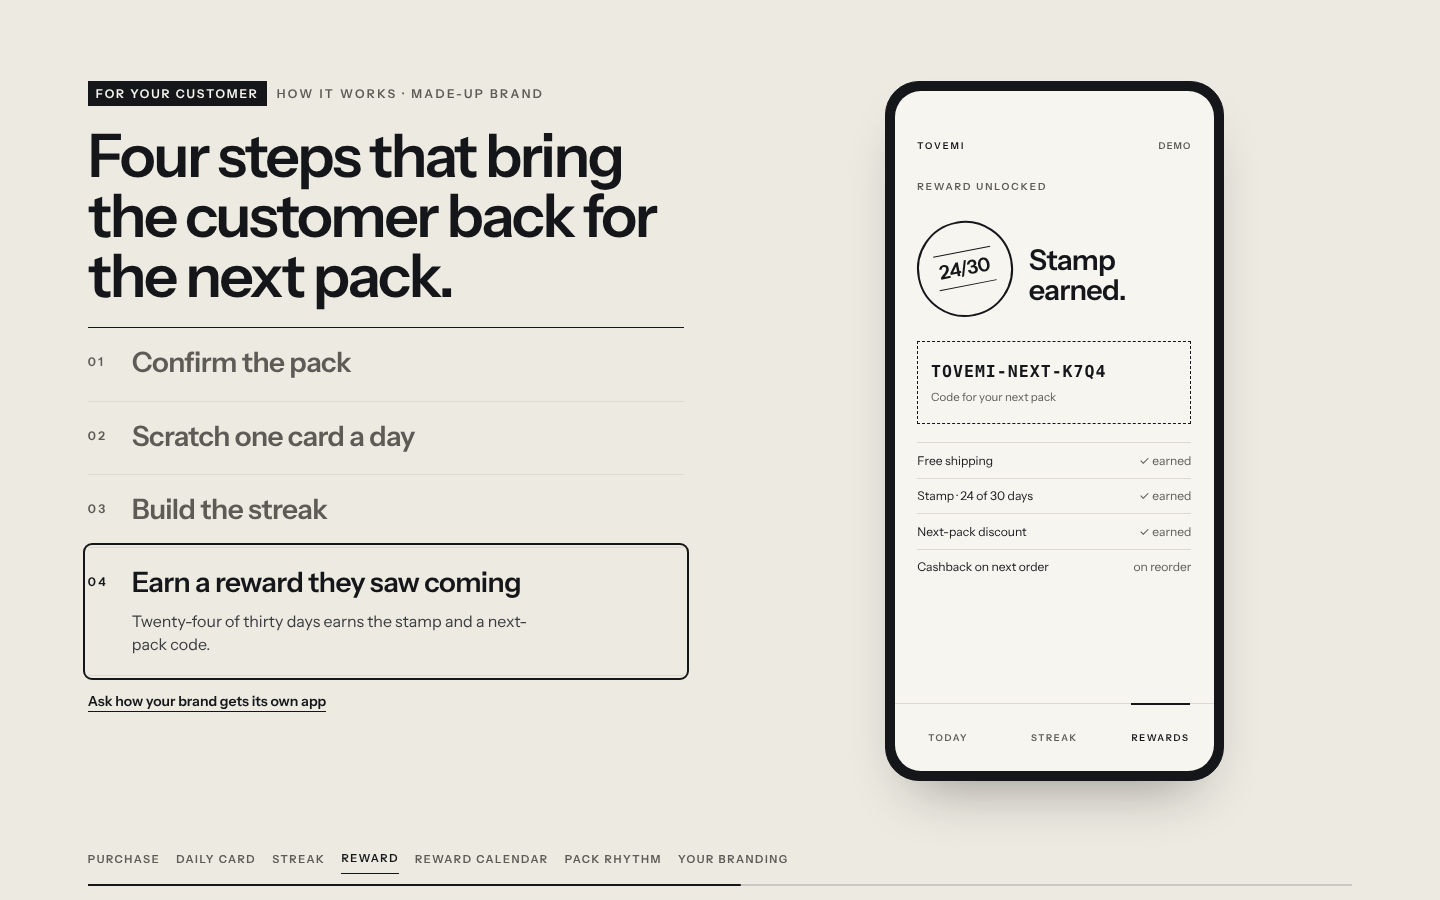 FOR YOUR CUSTOMER HOW IT WORKS · MADE-UP BRAND
Four steps that bring
the customer back for
the next pack.
01 Confirm the pack
02 Scratch one card a day
03 Build the streak
04 Earn a reward they saw coming
Twenty-four of thirty days earns the stamp and a next-
pack code.
Ask how your brand gets its own app
TOVEMI DEMO
REWARD UNLOCKED
24/30
Stamp
earned.
TOVEMI-NEXT-K7Q4
Code for your next pack
Free shipping ✓ earned
Stamp · 24 of 30 days ✓ earned
Next-pack discount ✓ earned
Cashback on next order on reorder
TODAY STREAK REWARDS
PURCHASE DAILY CARD STREAK REWARD REWARD CALENDAR PACK RHYTHM YOUR BRANDING